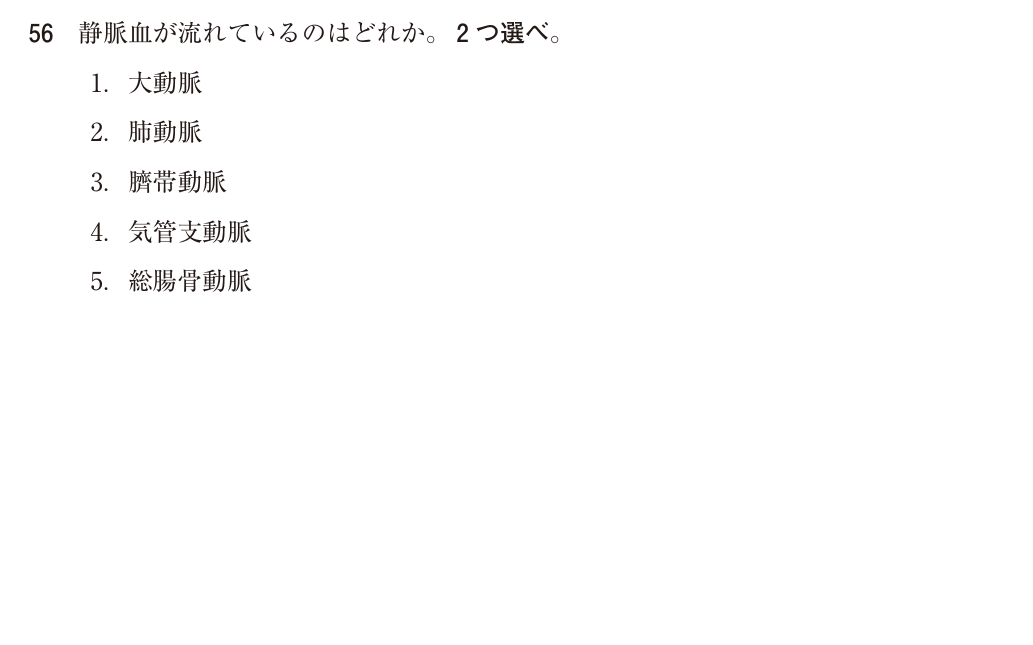 56 静脈血が流れているのはどれか。2つ選べ。
1. 大動脈
2. 肺動脈
3. 臍帯動脈
4. 気管支動脈
5. 総腸骨動脈